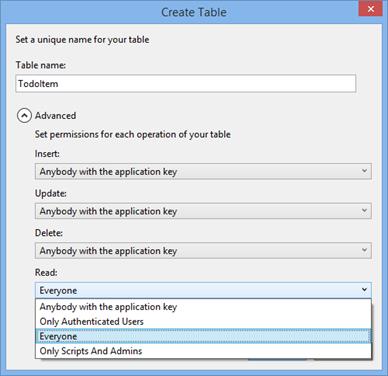 Create Table
Set a unique name for your table
Table name:
TodoItem
Advanced
Set permissions for each operation of your table
Insert:
Anybody with the application key
Update:
Anybody with the application key
Delete:
Anybody with the application key
Read:
Everyone
Anybody with the application key
Only Authenticated Users
Everyone
Only Scripts And Admins